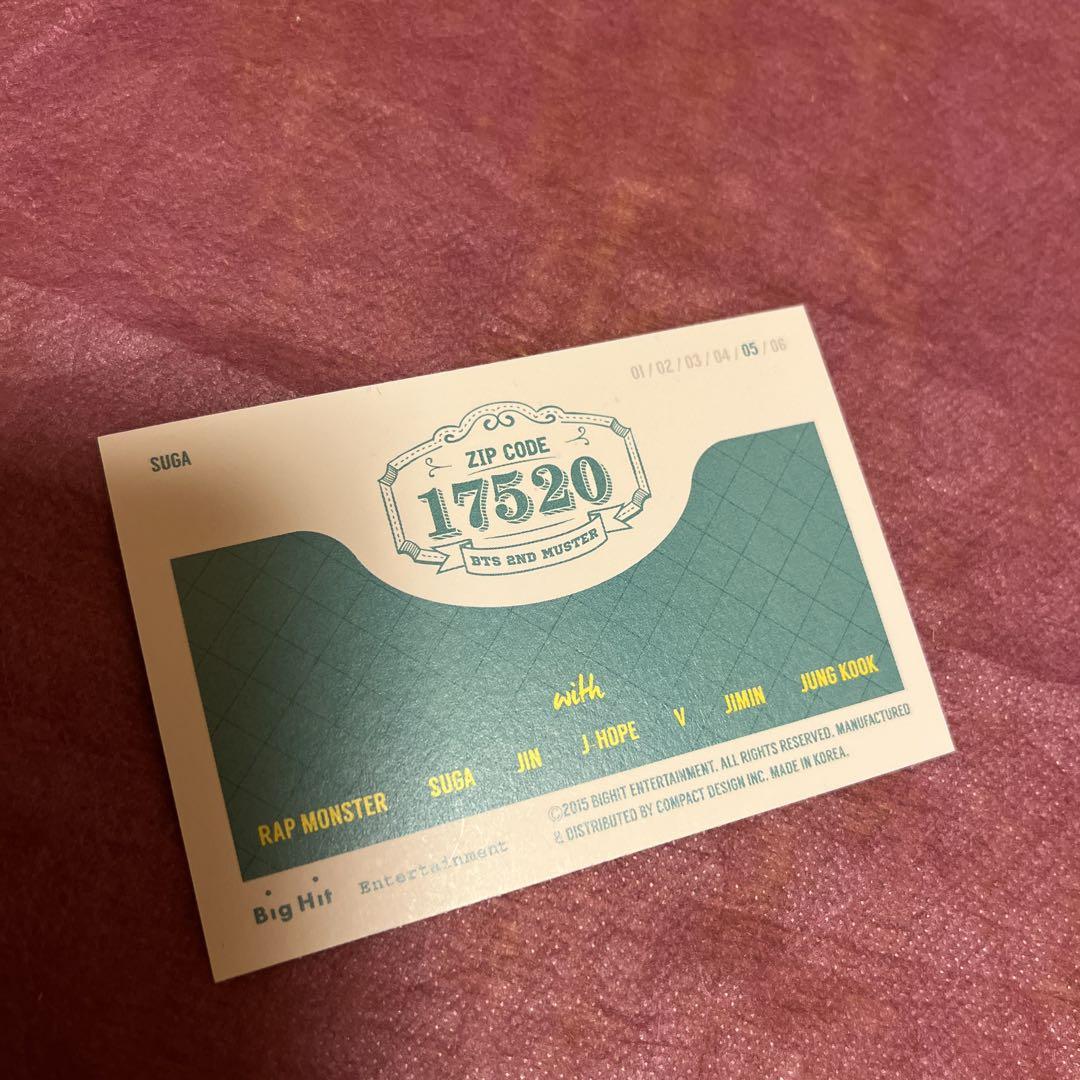 01 / 02 / 03 / 04 / 05 / 06
SUGA
ZIP CODE
17520
BTS 2ND MUSTER
with
RAP MONSTER SUGA JIN J-HOPE V JIMIN JUNG KOOK
©2015 BIGHIT ENTERTAINMENT. ALL RIGHTS RESERVED. MANUFACTURED
& DISTRIBUTED BY COMPACT DESIGN INC. MADE IN KOREA.
Big Hit Entertainment